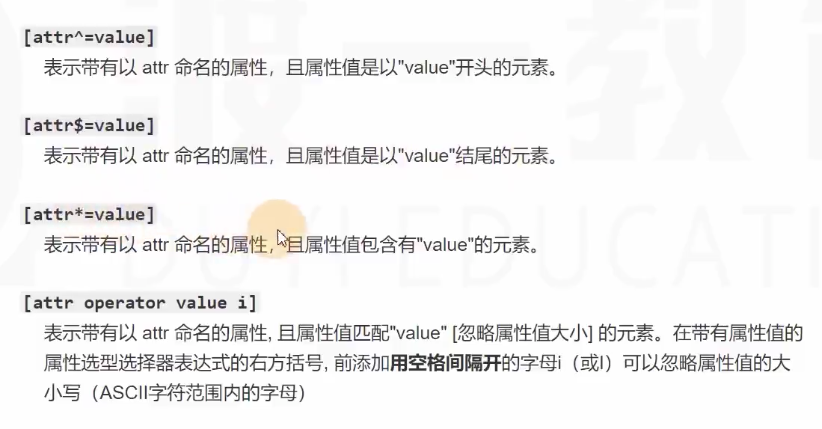 [attr^=value]
表示带有以 attr 命名的属性，且属性值是以"value"开头的元素。
[attr$=value]
表示带有以 attr 命名的属性，且属性值是以"value"结尾的元素。
[attr*=value]
表示带有以 attr 命名的属性，且属性值包含有"value"的元素。
[attr operator value i]
表示带有以 attr 命名的属性, 且属性值匹配"value" [忽略属性值大小] 的元素。在带有属性值的
属性选型选择器表达式的右方括号, 前添加用空格间隔开的字母i（或I）可以忽略属性值的大
小写（ASCII字符范围内的字母）
渡一教
DUYI EDUCATI